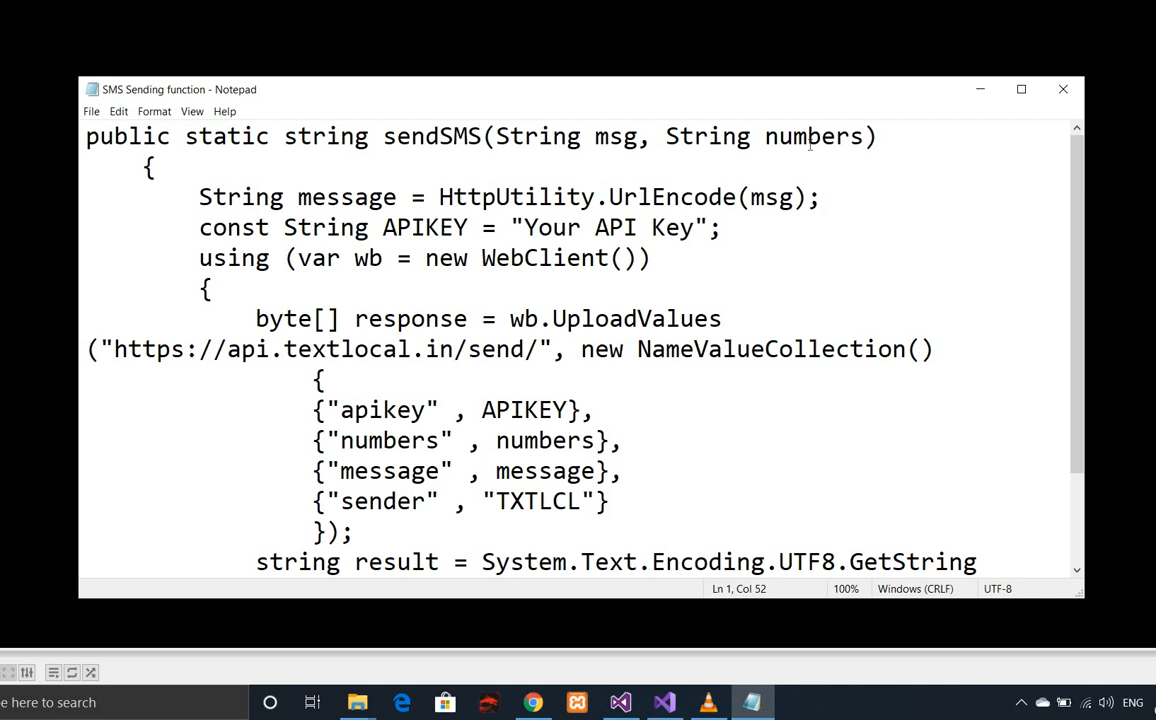 SMS Sending function - Notepad
File Edit Format View Help
public static string sendSMS(String msg, String numbers)
{
String message = HttpUtility.UrlEncode(msg);
const String APIKEY = "Your API Key";
using (var wb = new WebClient())
{
byte[] response = wb.UploadValues
("https://api.textlocal.in/send/", new NameValueCollection()
{
{"apikey" , APIKEY},
{"numbers" , numbers},
{"message" , message},
{"sender" , "TXTLCL"}
});
string result = System.Text.Encoding.UTF8.GetString
Ln 1, Col 52 100% Windows (CRLF) UTF-8
e here to search ENG